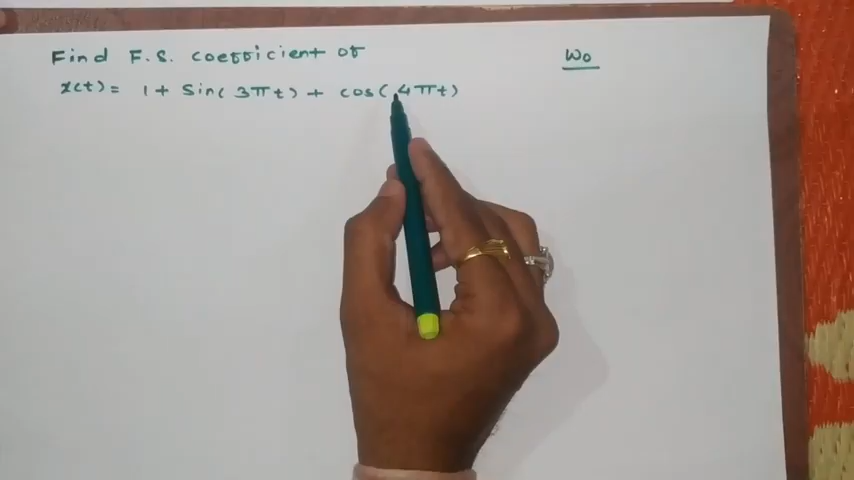 Find F.S. coefficient of
x(t) = 1 + Sin( 3πt) + cos( 4πt)
Wo